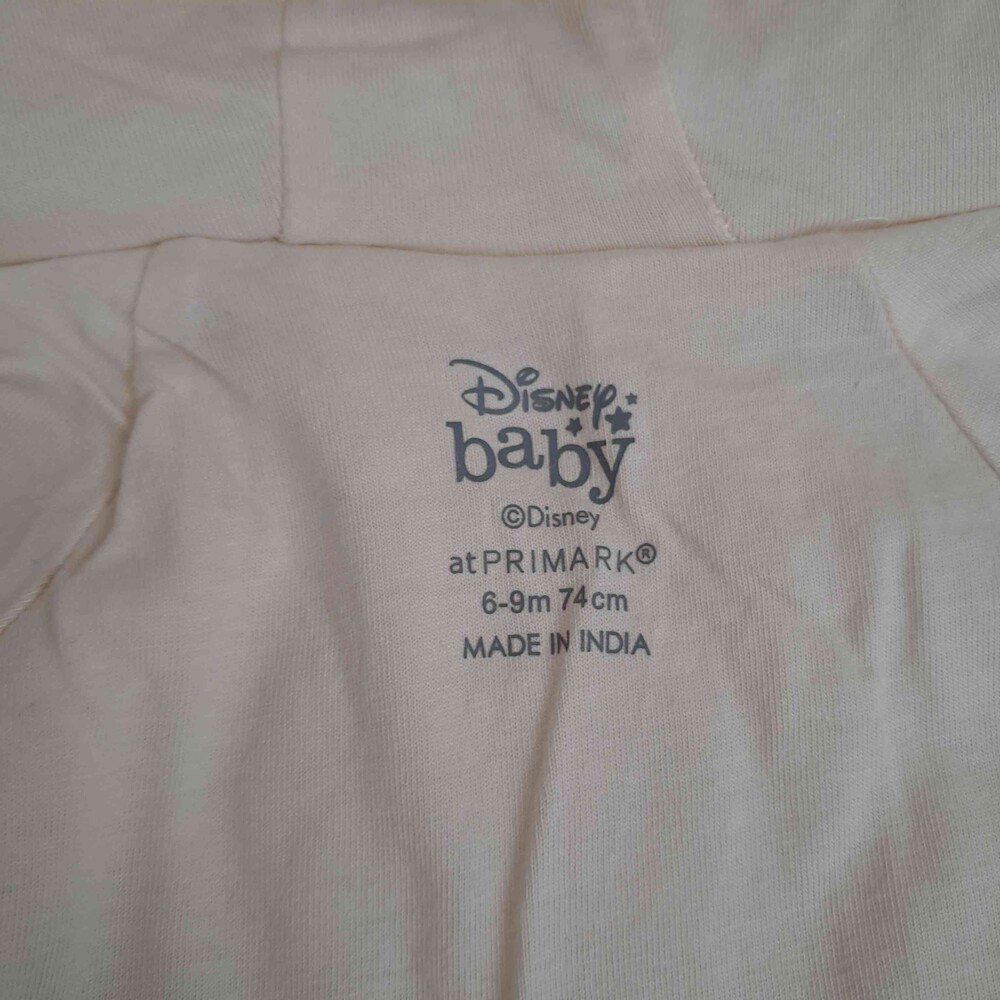 Disney
baby
©Disney
at PRIMARK®
6-9m 74cm
MADE IN INDIA